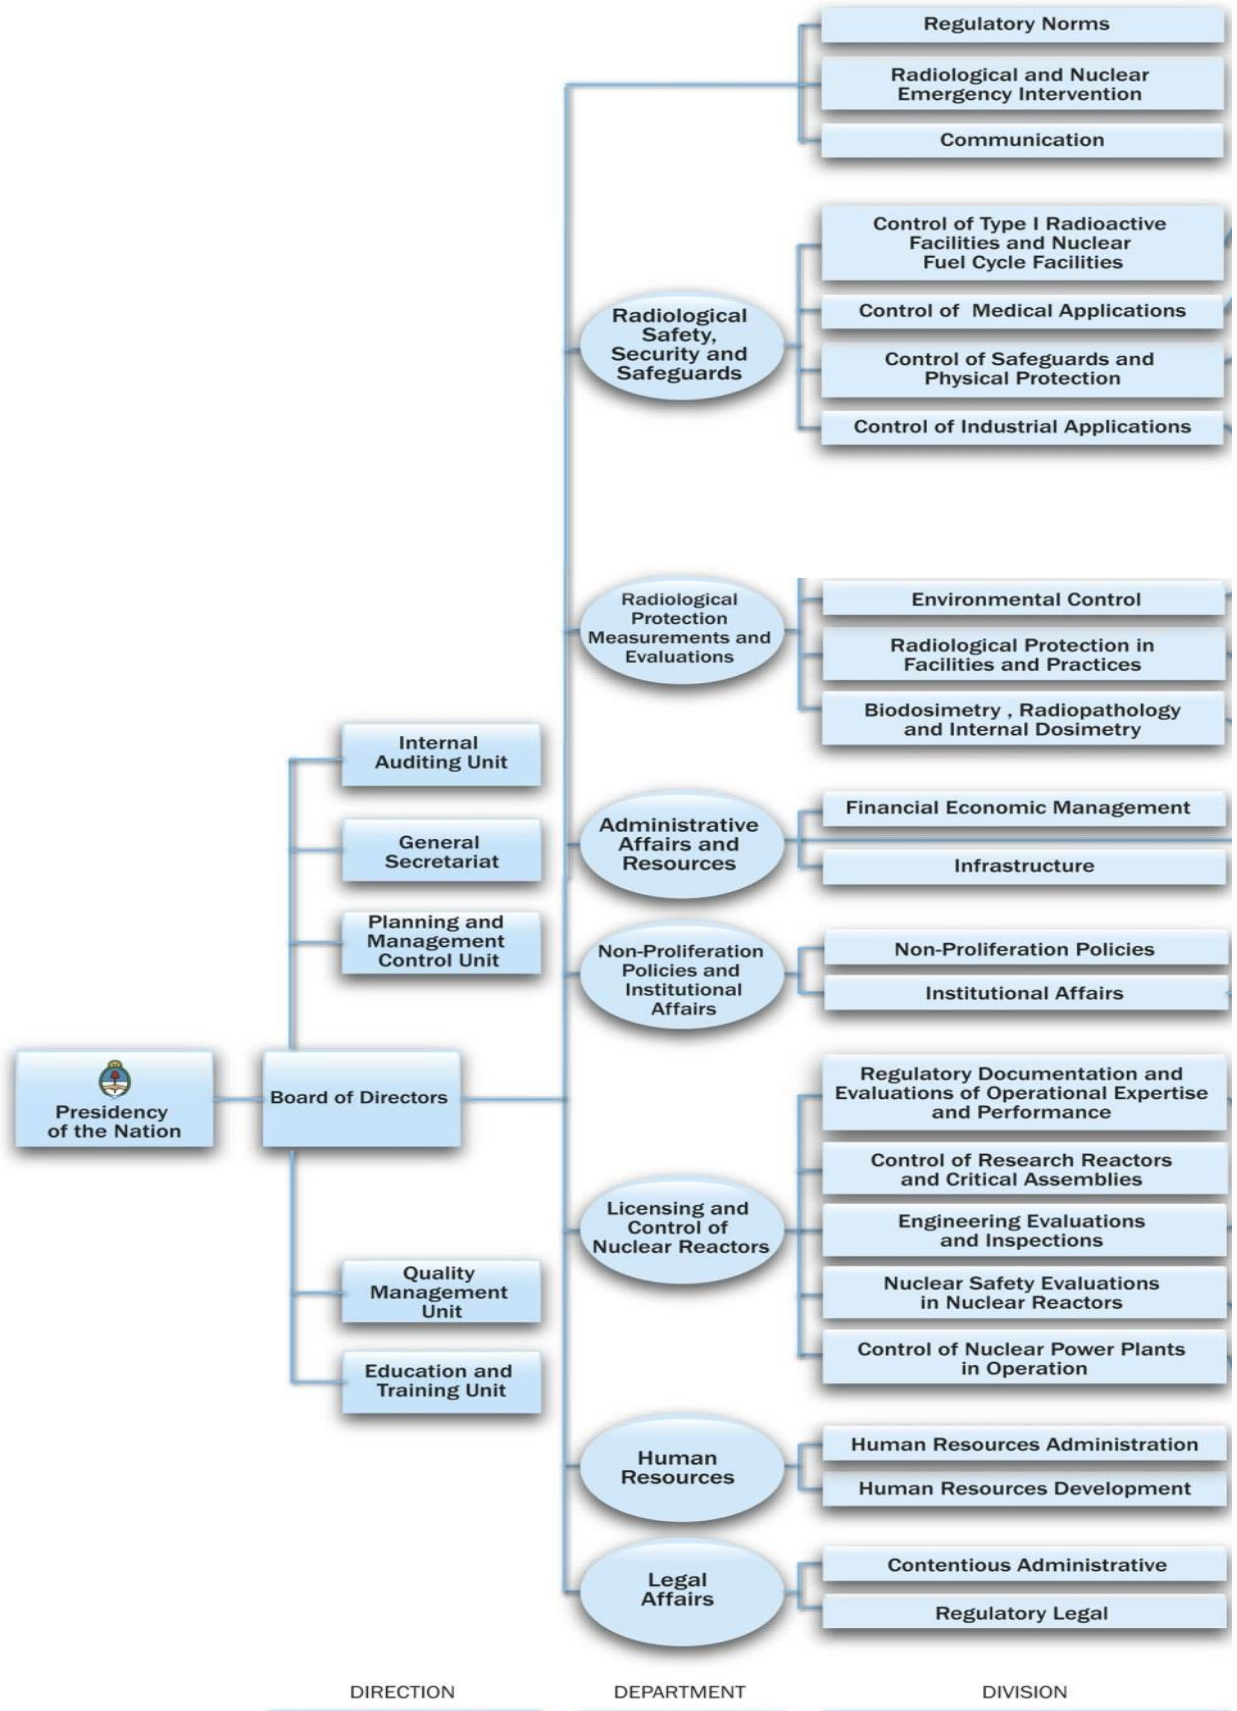 Regulatory Norms
Radiological and Nuclear
Emergency Intervention
Communication
Control of Type I Radioactive
Facilities and Nuclear
Fuel Cycle Facilities
Radiological
Safety,
Security and
Safeguards
Control of Medical Applications
Control of Safeguards and
Physical Protection
Control of Industrial Applications
Radiological
Protection
Measurements and
Evaluations
Environmental Control
Radiological Protection in
Facilities and Practices
Biodosimetry , Radiopathology
and Internal Dosimetry
Internal
Auditing Unit
General
Secretariat
Planning and
Management
Control Unit
Administrative
Affairs and
Resources
Financial Economic Management
Infrastructure
Non-Proliferation
Policies and
Institutional
Affairs
Non-Proliferation Policies
Institutional Affairs
Presidency
of the Nation
Board of Directors
Regulatory Documentation and
Evaluations of Operational Expertise
and Performance
Control of Research Reactors
and Critical Assemblies
Licensing and
Control of
Nuclear Reactors
Engineering Evaluations
and Inspections
Nuclear Safety Evaluations
in Nuclear Reactors
Control of Nuclear Power Plants
in Operation
Quality
Management
Unit
Education and
Training Unit
Human
Resources
Human Resources Administration
Human Resources Development
Legal
Affairs
Contentious Administrative
Regulatory Legal
DIRECTION
DEPARTMENT
DIVISION